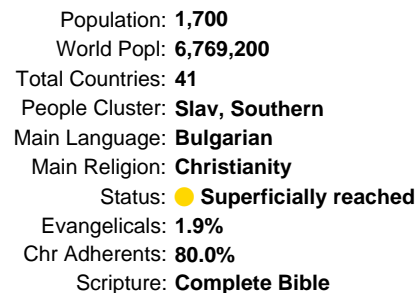 Population: 1,700
World Popl: 6,769,200
Total Countries: 41
People Cluster: Slav, Southern
Main Language: Bulgarian
Main Religion: Christianity
Status: Superficially reached
Evangelicals: 1.9%
Chr Adherents: 80.0%
Scripture: Complete Bible